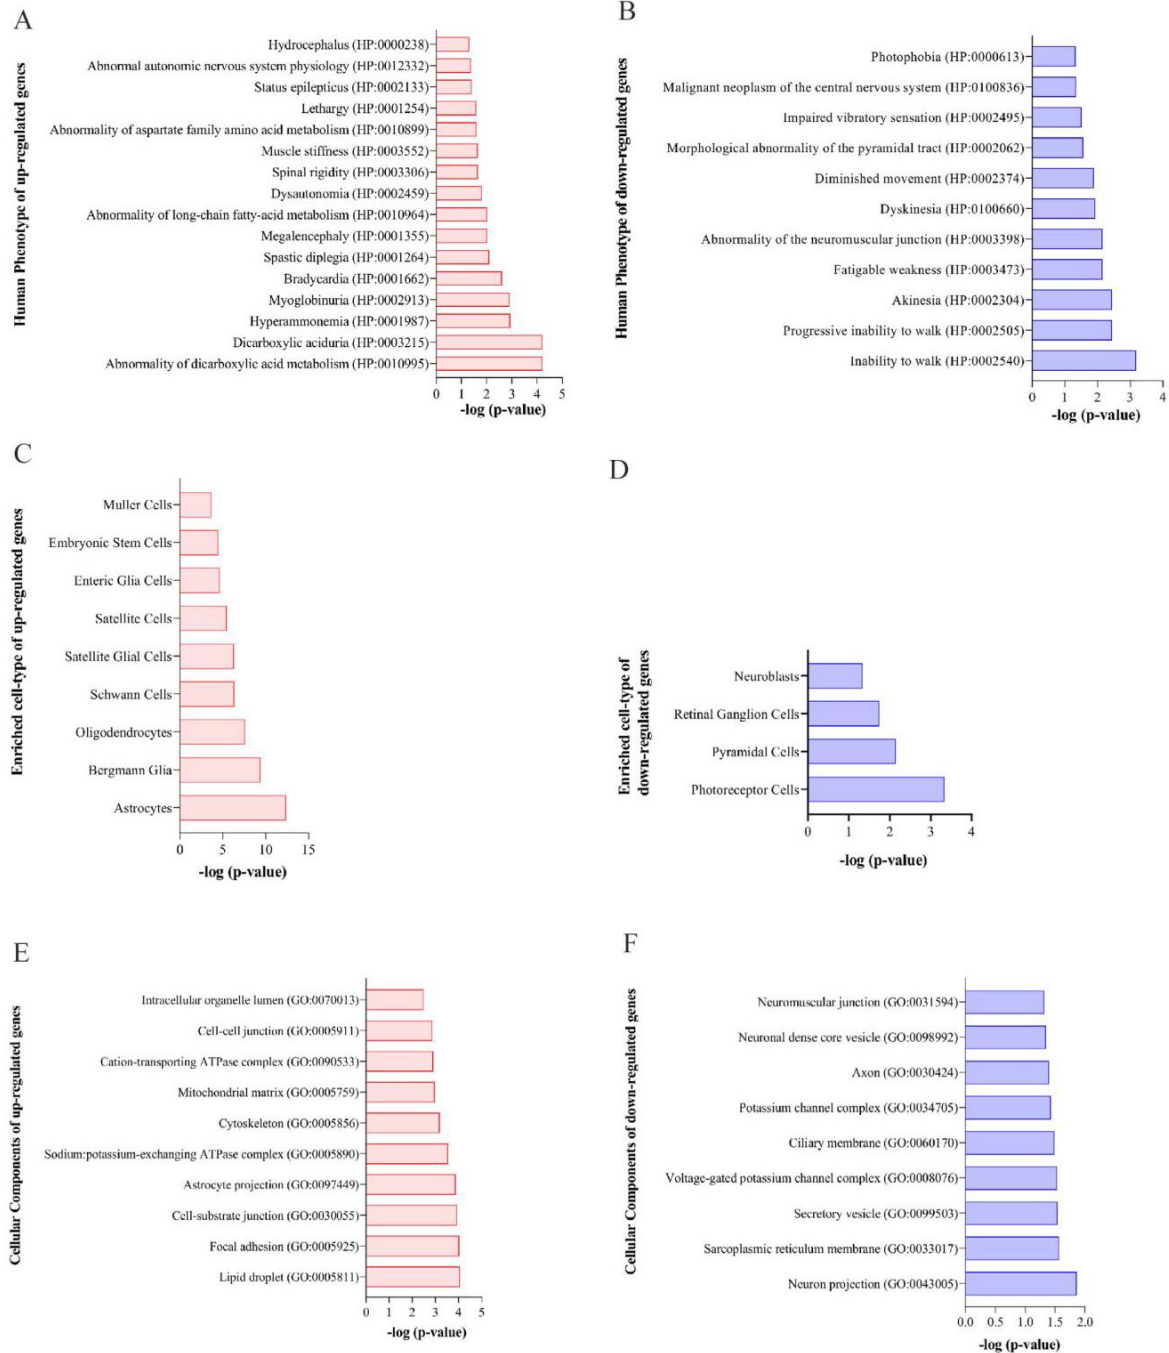 A
Human Phenotype of up-regulated genes
Hydrocephalus (HP:0000238)
Abnormal autonomic nervous system physiology (HP:0012332)
Status epilepticus (HP:0002133)
Lethargy (HP:0001254)
Abnormality of aspartate family amino acid metabolism (HP:0010899)
Muscle stiffness (HP:0003552)
Spinal rigidity (HP:0003306)
Dysautonomia (HP:0002459)
Abnormality of long-chain fatty-acid metabolism (HP:0010964)
Megalencephaly (HP:0001355)
Spastic diplegia (HP:0001264)
Bradycardia (HP:0001662)
Myoglobinuria (HP:0002913)
Hyperammonemia (HP:0001987)
Dicarboxylic aciduria (HP:0003215)
Abnormality of dicarboxylic acid metabolism (HP:0010995)
0 1 2 3 4 5
-log (p-value)
B
Human Phenotype of down-regulated genes
Photophobia (HP:0000613)
Malignant neoplasm of the central nervous system (HP:0100836)
Impaired vibratory sensation (HP:0002495)
Morphological abnormality of the pyramidal tract (HP:0002062)
Diminished movement (HP:0002374)
Dyskinesia (HP:0100660)
Abnormality of the neuromuscular junction (HP:0003398)
Fatigable weakness (HP:0003473)
Akinesia (HP:0002304)
Progressive inability to walk (HP:0002505)
Inability to walk (HP:0002540)
0 1 2 3 4
-log (p-value)
C
Enriched cell-type of up-regulated genes
Muller Cells
Embryonic Stem Cells
Enteric Glia Cells
Satellite Cells
Satellite Glial Cells
Schwann Cells
Oligodendrocytes
Bergmann Glia
Astrocytes
0 5 10 15
-log (p-value)
D
Enriched cell-type of
down-regulated genes
Neuroblasts
Retinal Ganglion Cells
Pyramidal Cells
Photoreceptor Cells
0 1 2 3 4
-log (p-value)
E
Cellular Components of up-regulated genes
Intracellular organelle lumen (GO:0070013)
Cell-cell junction (GO:0005911)
Cation-transporting ATPase complex (GO:0090533)
Mitochondrial matrix (GO:0005759)
Cytoskeleton (GO:0005856)
Sodium:potassium-exchanging ATPase complex (GO:0005890)
Astrocyte projection (GO:0097449)
Cell-substrate junction (GO:0030055)
Focal adhesion (GO:0005925)
Lipid droplet (GO:0005811)
0 1 2 3 4 5
-log (p-value)
F
Cellular Components of down-regulated genes
Neuromuscular junction (GO:0031594)
Neuronal dense core vesicle (GO:0098992)
Axon (GO:0030424)
Potassium channel complex (GO:0034705)
Ciliary membrane (GO:0060170)
Voltage-gated potassium channel complex (GO:0008076)
Secretory vesicle (GO:0099503)
Sarcoplasmic reticulum membrane (GO:0033017)
Neuron projection (GO:0043005)
0.0 0.5 1.0 1.5 2.0
-log (p-value)